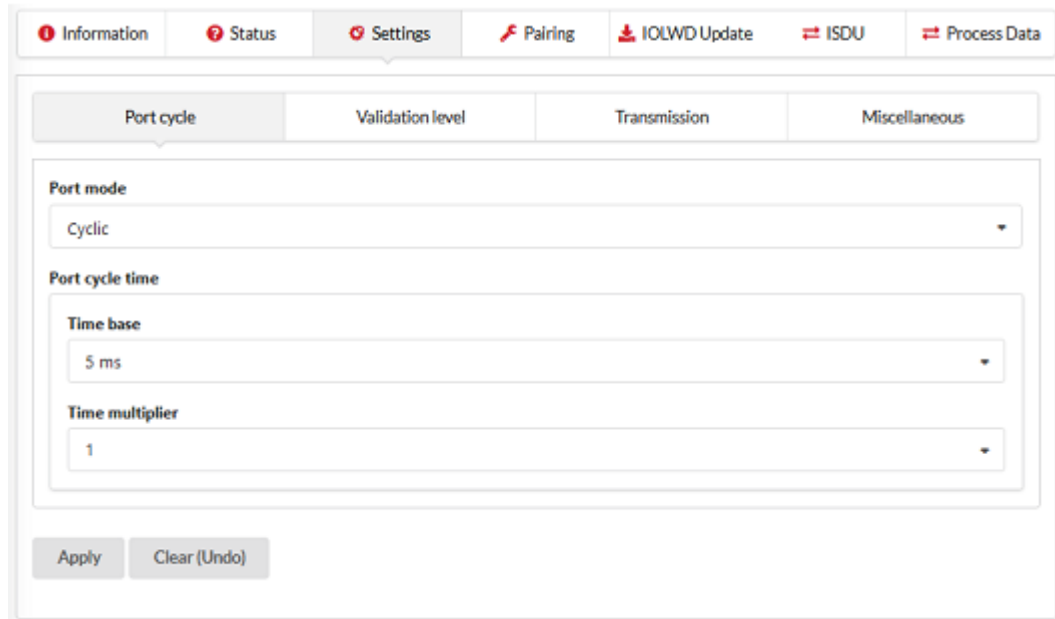 Information Status Settings Pairing IOLWD Update ISDU Process Data
Port cycle Validation level Transmission Miscellaneous
Port mode
Cyclic
Port cycle time
Time base
5 ms
Time multiplier
1
Apply Clear (Undo)